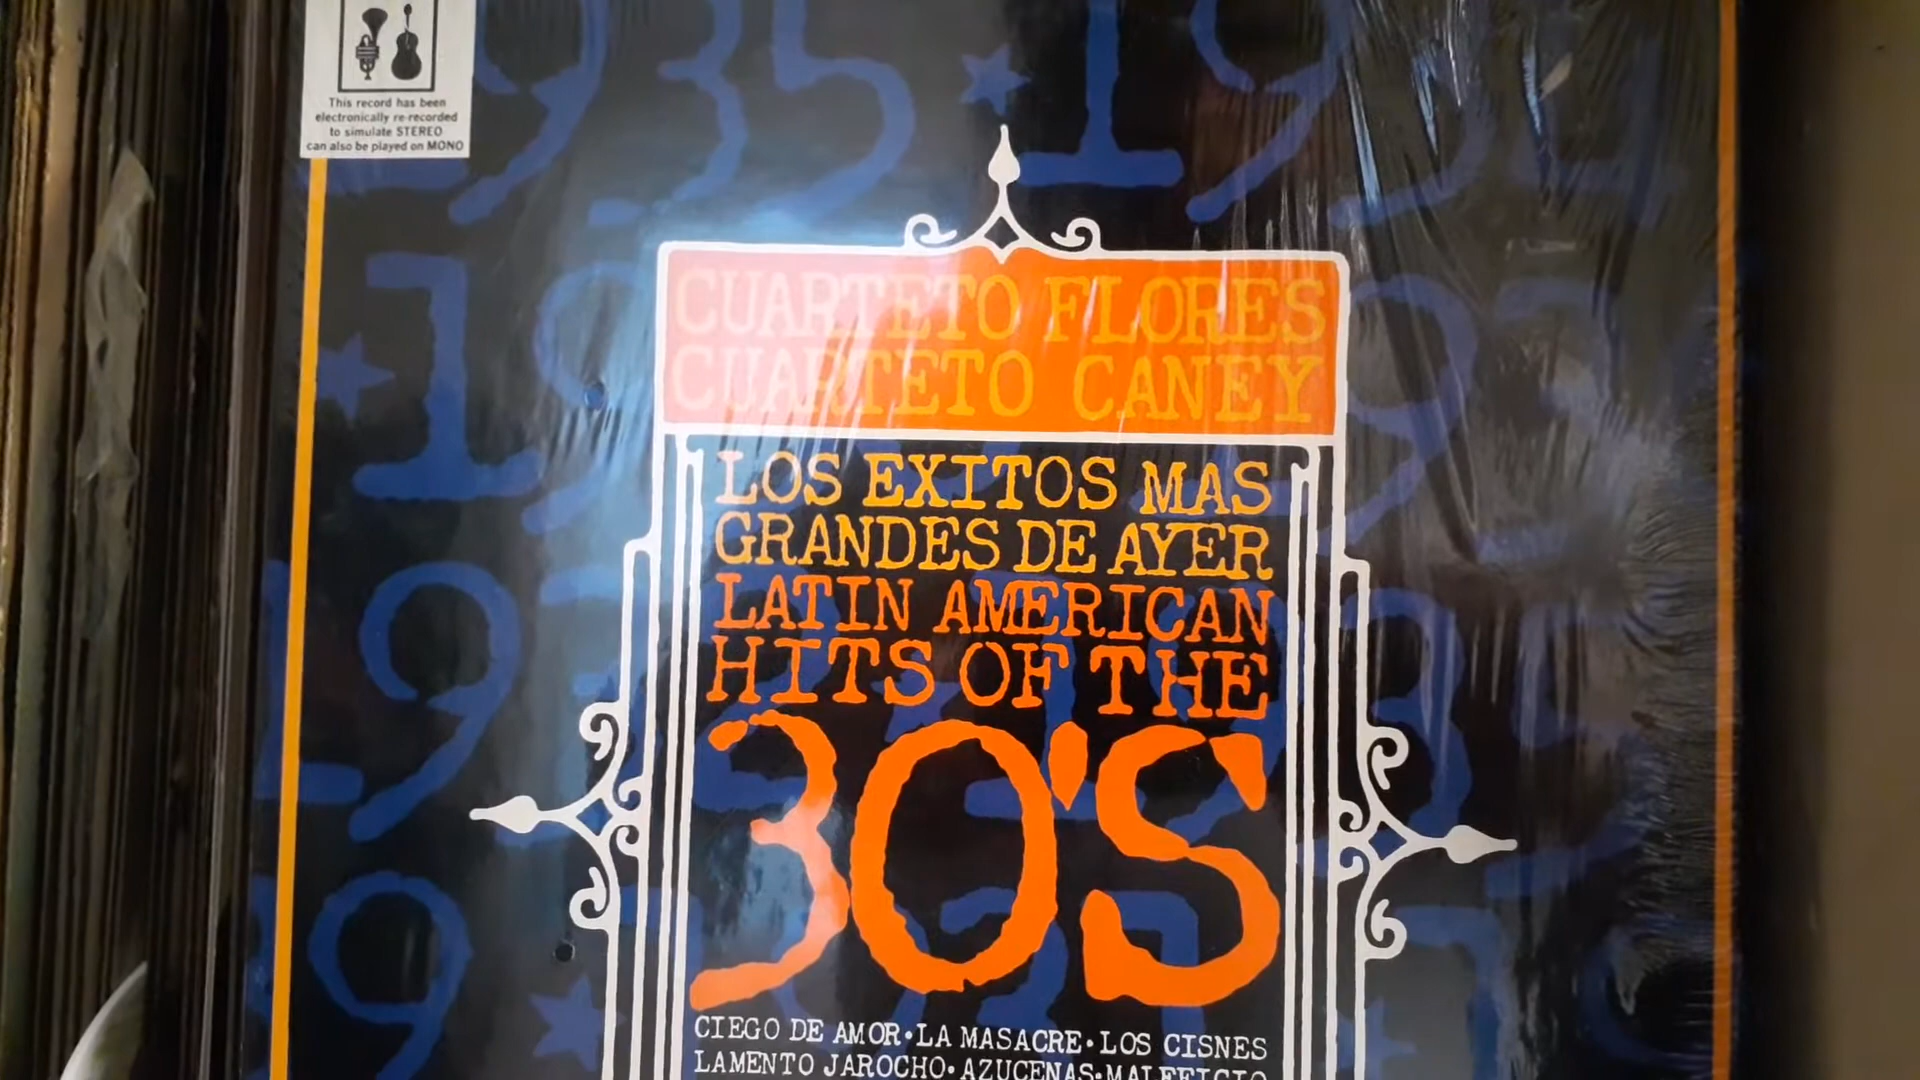 This record has been
electronically re-recorded
to simulate STEREO
can also be played on MONO
CUARTETO FLORES
CUARTETO CANEY
LOS EXITOS MAS
GRANDES DE AYER
LATIN AMERICAN
HITS OF THE
30'S
CIEGO DE AMOR•LA MASACRE•LOS CISNES
LAMENTO JAROCHO•AZUCENAS•MALEFICIO